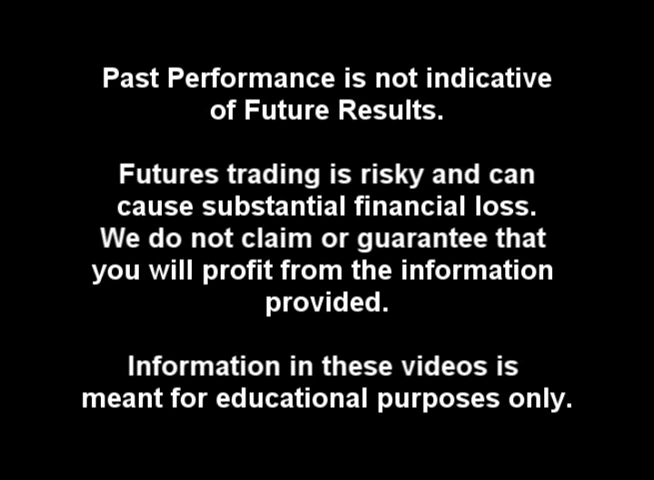 Past Performance is not indicative
of Future Results.
Futures trading is risky and can
cause substantial financial loss.
We do not claim or guarantee that
you will profit from the information
provided.
Information in these videos is
meant for educational purposes only.